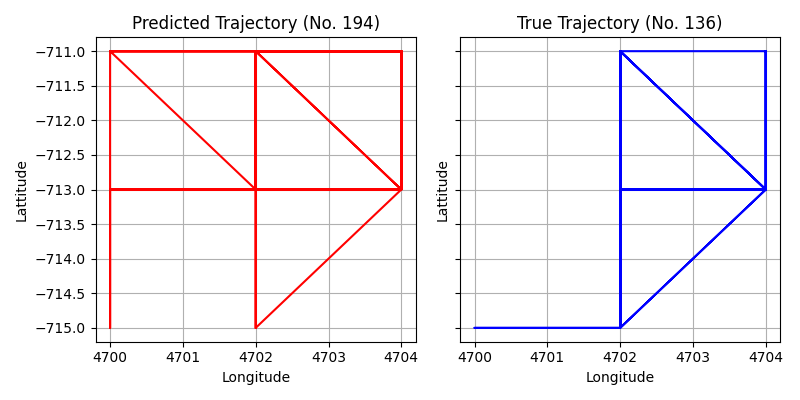 Predicted Trajectory (No. 194)
True Trajectory (No. 136)
−711.0
−711.5
−712.0
−712.5
−713.0
−713.5
−714.0
−714.5
−715.0
Lattitude
Lattitude
4700 4701 4702 4703 4704
4700 4701 4702 4703 4704
Longitude
Longitude